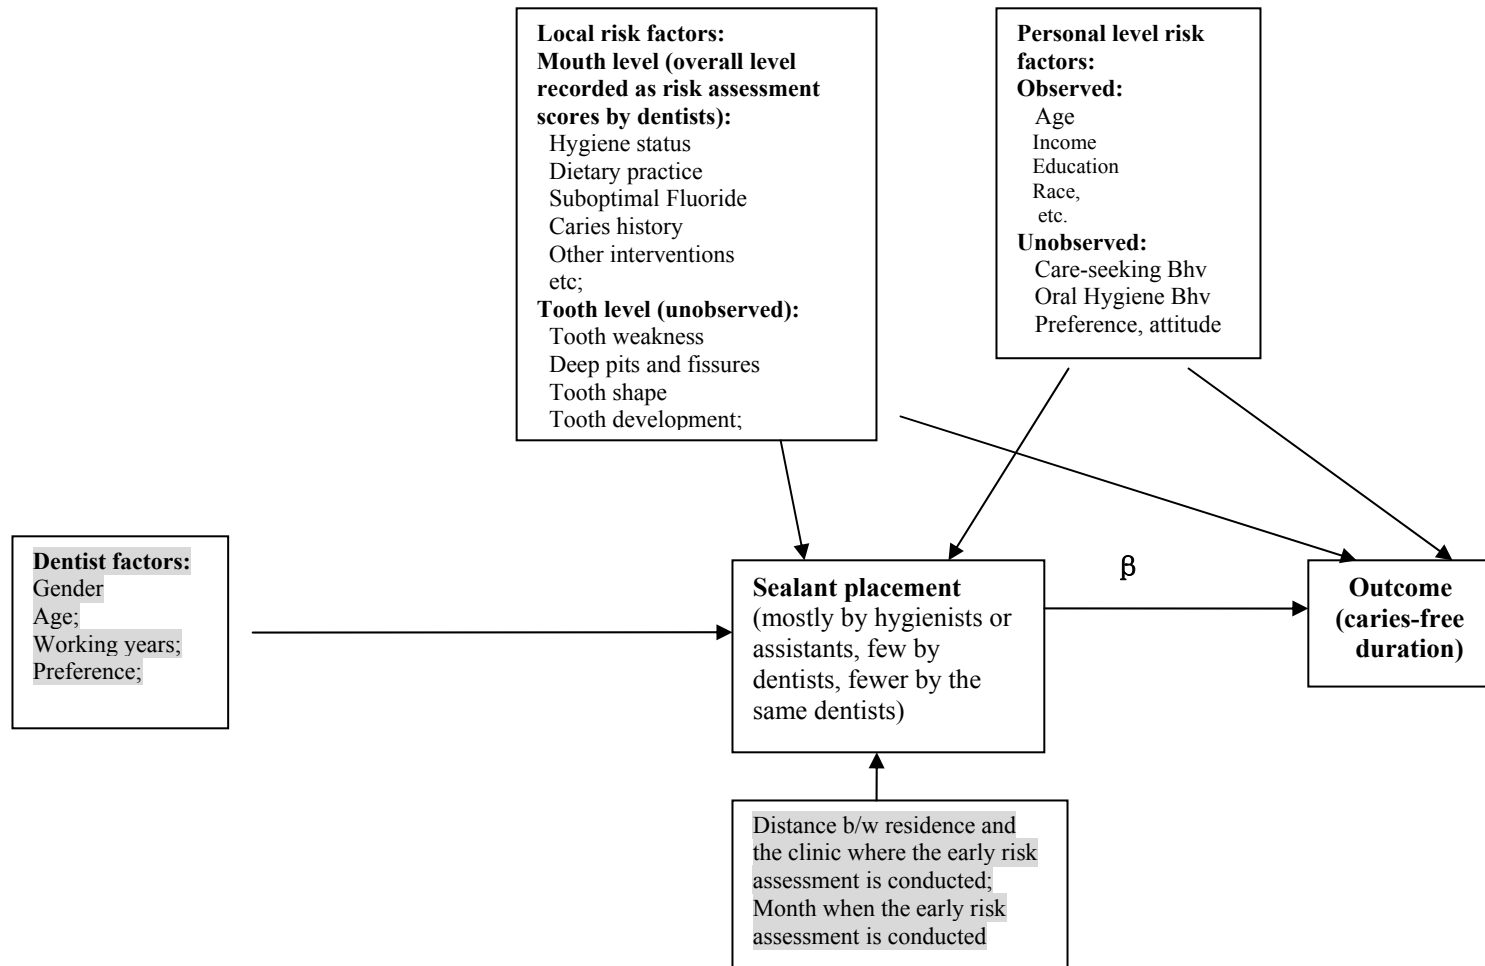 Local risk factors:
Mouth level (overall level
recorded as risk assessment
scores by dentists):
Hygiene status
Dietary practice
Suboptimal Fluoride
Caries history
Other interventions
etc;
Tooth level (unobserved):
Tooth weakness
Deep pits and fissures
Tooth shape
Tooth development;
Personal level risk
factors:
Observed:
Age
Income
Education
Race,
etc.
Unobserved:
Care-seeking Bhv
Oral Hygiene Bhv
Preference, attitude
Dentist factors:
Gender
Age;
Working years;
Preference;
Sealant placement
(mostly by hygienists or
assistants, few by
dentists, fewer by the
same dentists)
β
Outcome
(caries-free
duration)
Distance b/w residence and
the clinic where the early risk
assessment is conducted;
Month when the early risk
assessment is conducted